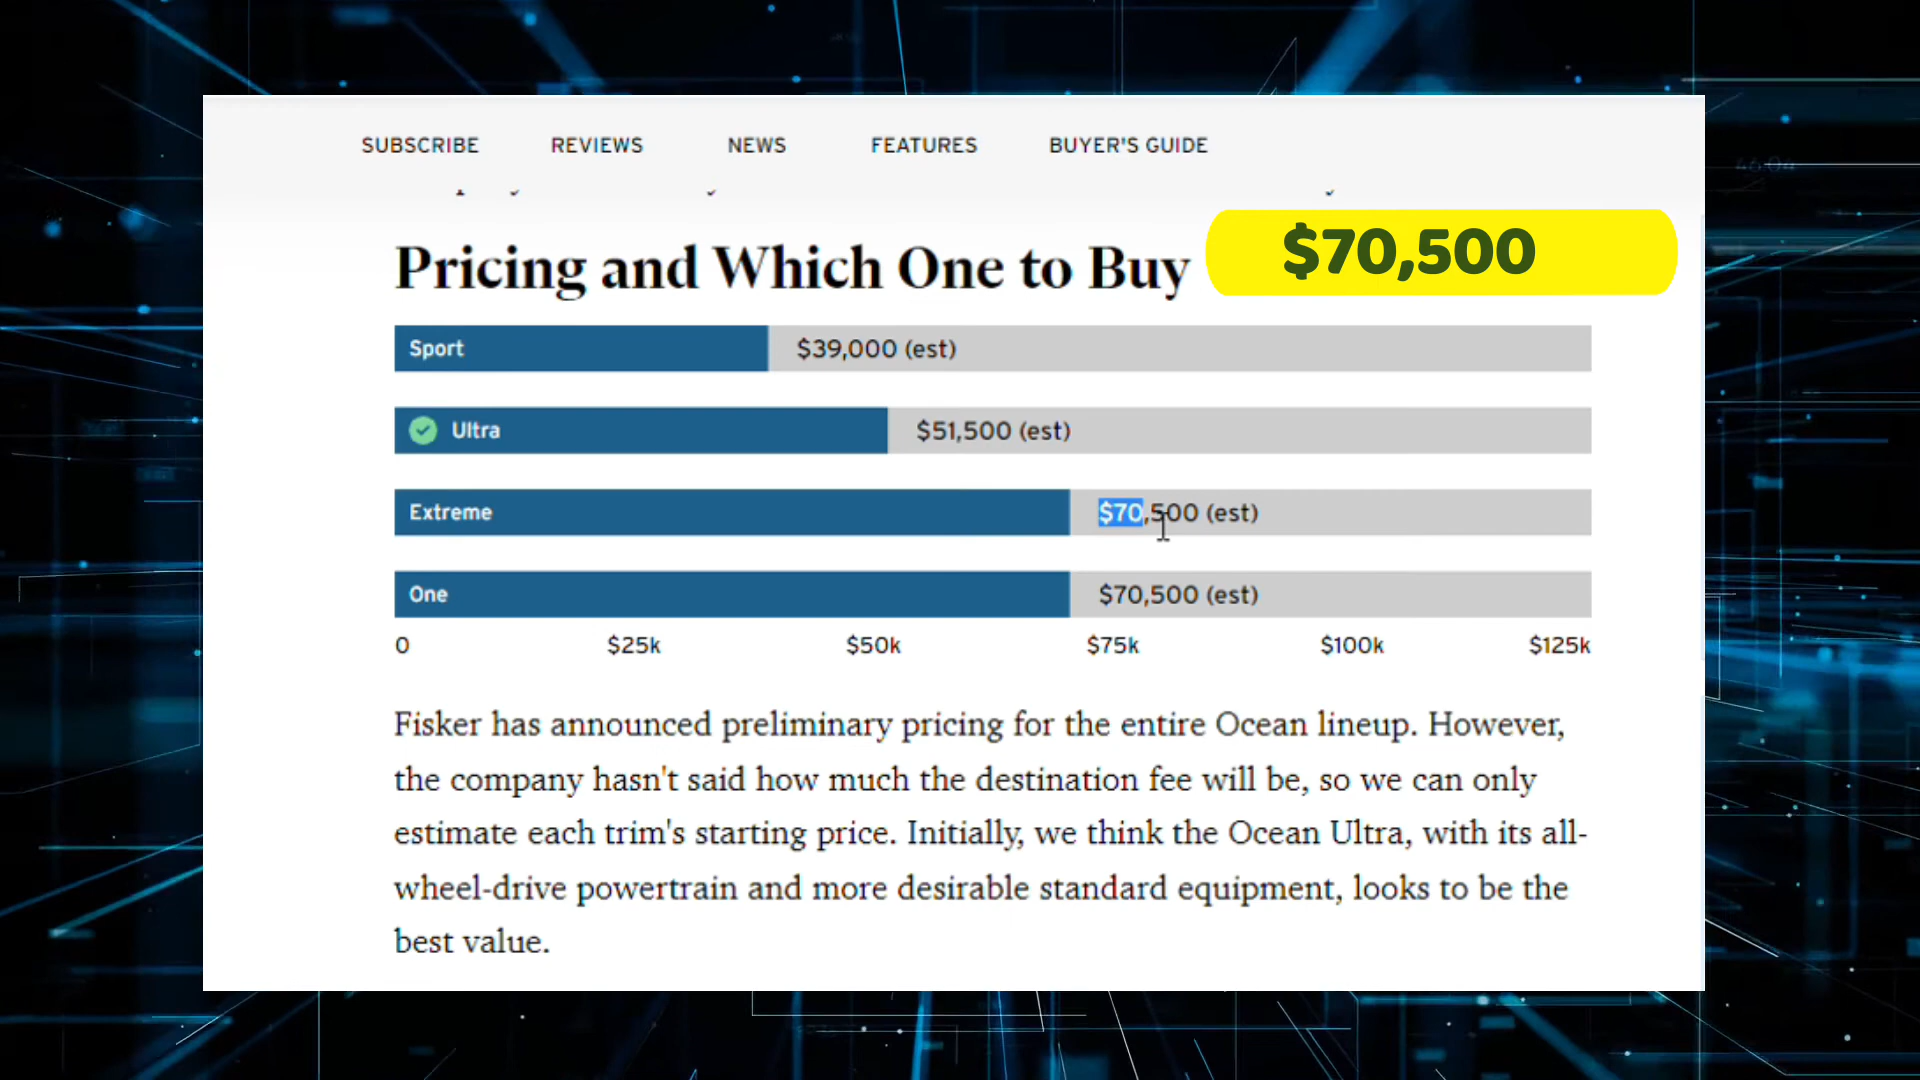 SUBSCRIBE REVIEWS NEWS FEATURES BUYER'S GUIDE
Pricing and Which One to Buy
$70,500
Sport $39,000 (est)
Ultra $51,500 (est)
Extreme $70,500 (est)
One $70,500 (est)
0 $25k $50k $75k $100k $125k
Fisker has announced preliminary pricing for the entire Ocean lineup. However,
the company hasn't said how much the destination fee will be, so we can only
estimate each trim's starting price. Initially, we think the Ocean Ultra, with its all-
wheel-drive powertrain and more desirable standard equipment, looks to be the
best value.